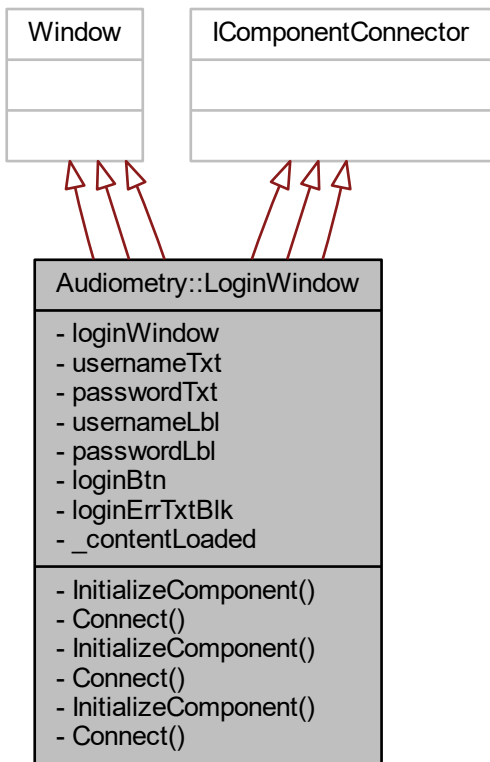 Window
IComponentConnector
Audiometry::LoginWindow
- loginWindow
- usernameTxt
- passwordTxt
- usernameLbl
- passwordLbl
- loginBtn
- loginErrTxtBlk
- _contentLoaded
- InitializeComponent()
- Connect()
- InitializeComponent()
- Connect()
- InitializeComponent()
- Connect()